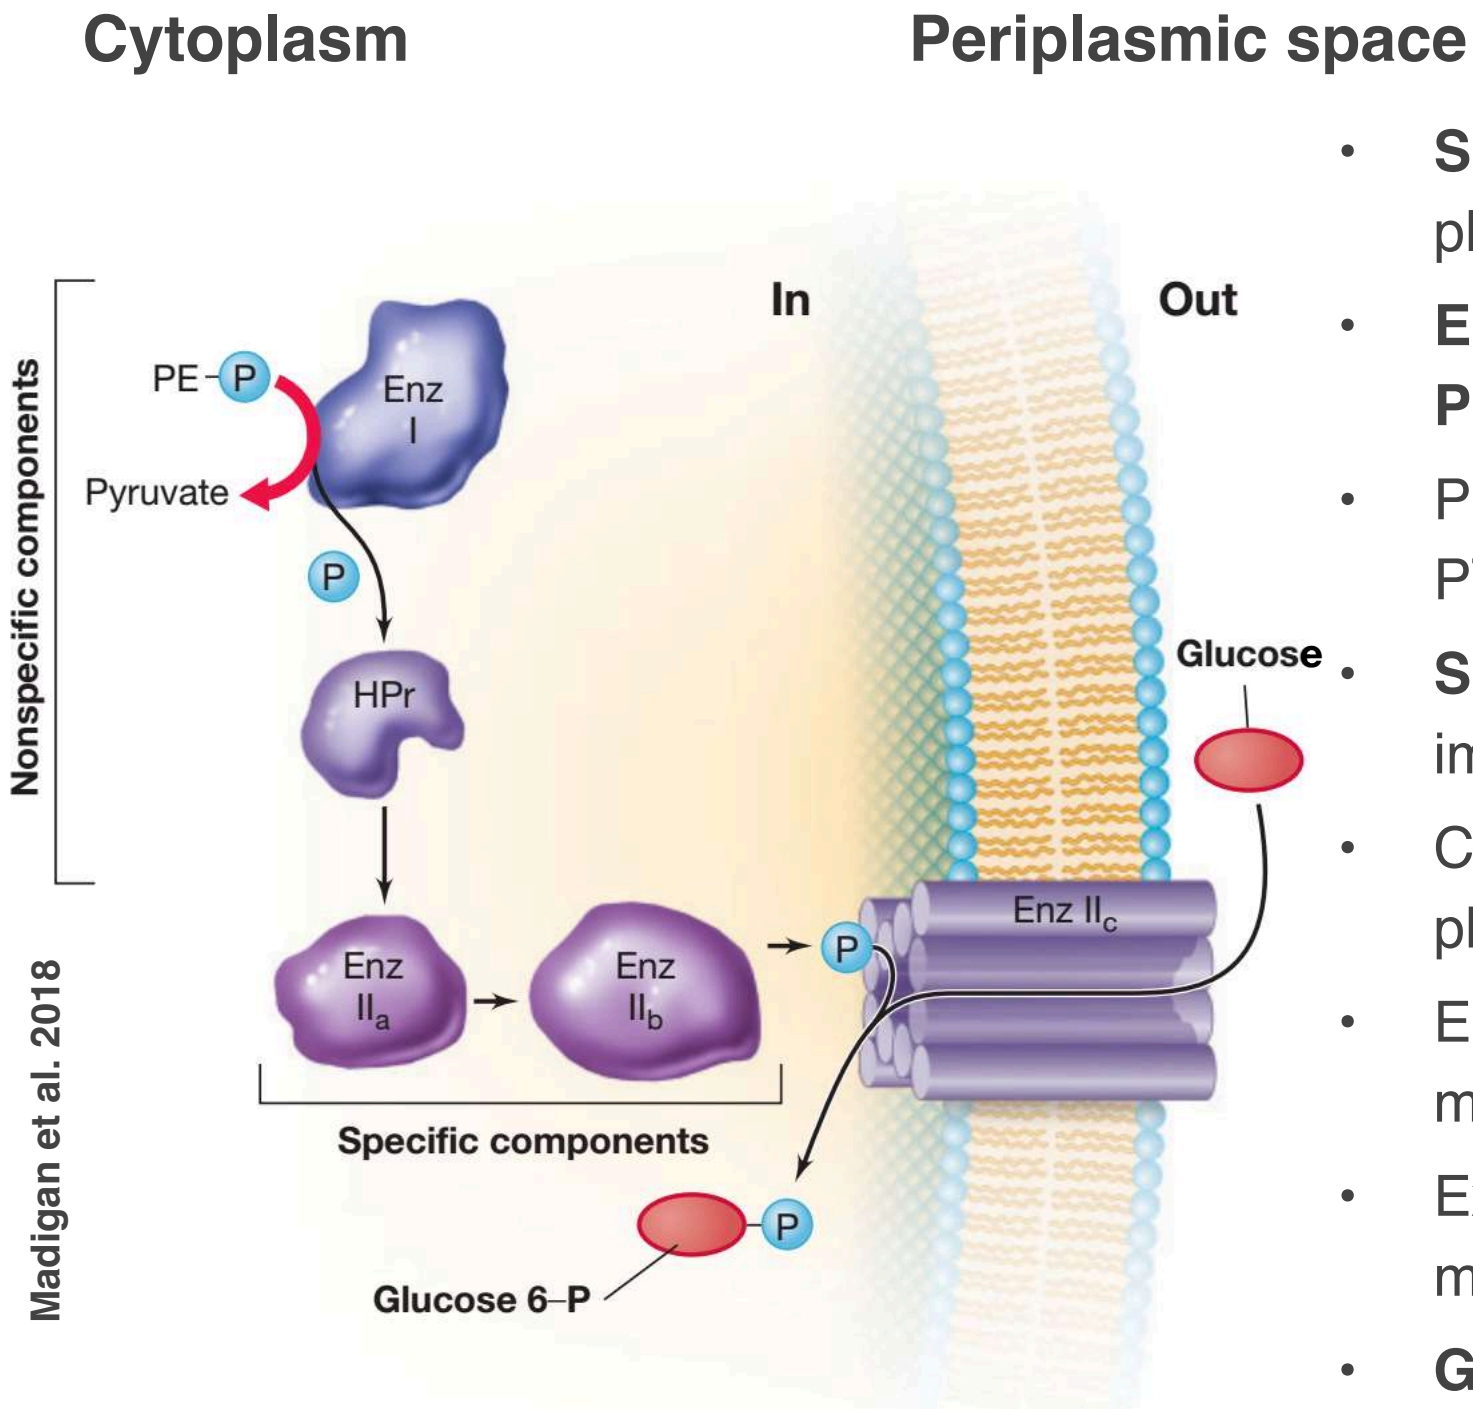 Cytoplasm
Periplasmic space
Nonspecific components
PE
P
Enz
I
Pyruvate
P
HPr
Enz
IIa
Enz
IIb
Specific components
In
Out
Glucose
P
Enz IIc
P
Glucose 6–P
Madigan et al. 2018
• S
pl
• E
P
• P
• S
im
• C
pl
• E
m
• Ex
m
• G